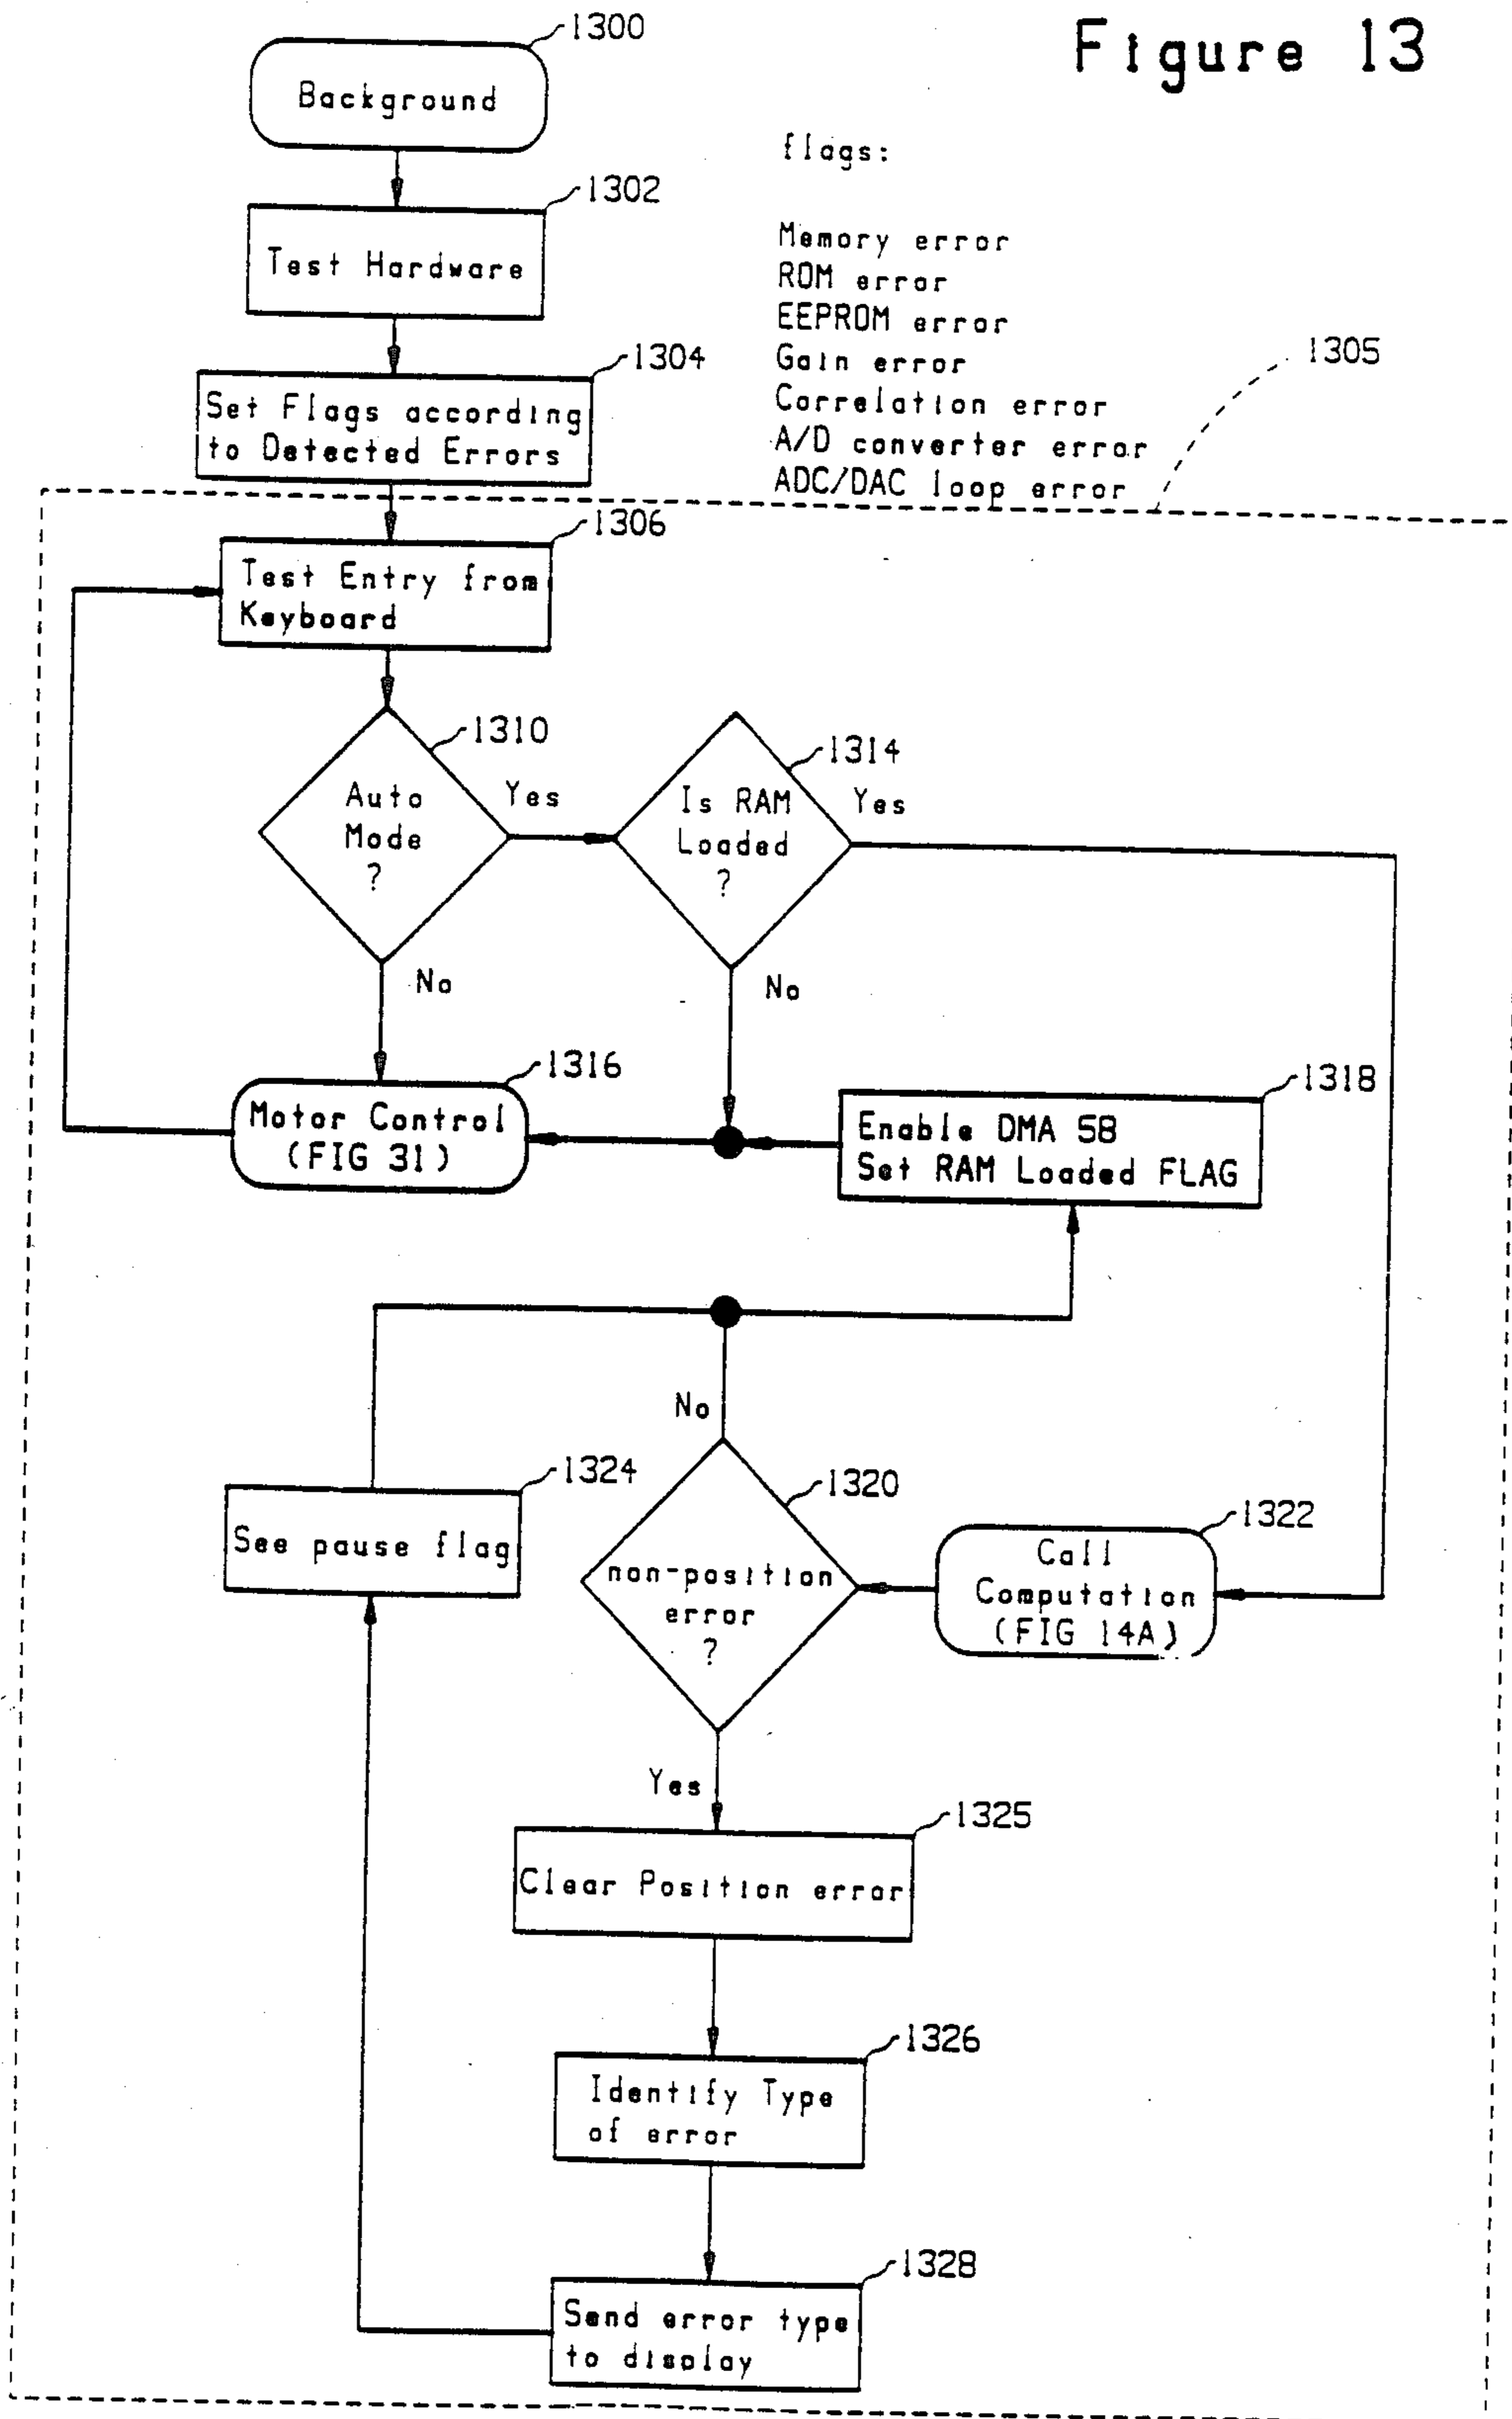 Figure 13
1300
Background
flags:
1302
Test Hardware
Memory error
ROM error
EEPROM error
Gain error
Correlation error
A/D converter error
ADC/DAC loop error
1305
1304
Set Flags according
to Detected Errors
1306
Test Entry from
Keyboard
1310
Auto
Mode
?
Yes
No
1314
Is RAM
Loaded
?
Yes
No
1316
Motor Control
(FIG 31)
1318
Enable DMA 58
Set RAM Loaded FLAG
No
1324
See pause flag
1320
non-position
error
?
1322
Call
Computation
(FIG 14A)
Yes
1325
Clear Position error
1326
Identify Type
of error
1328
Send error type
to display